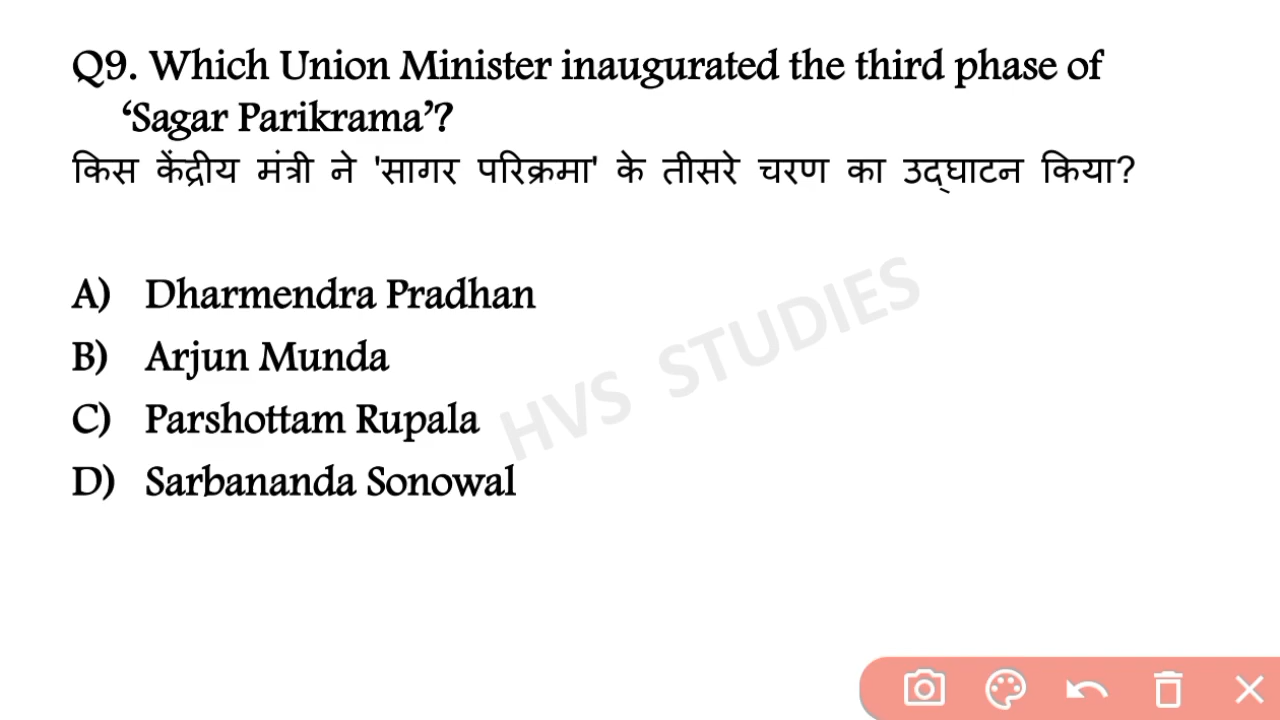 Q9. Which Union Minister inaugurated the third phase of
‘Sagar Parikrama’?
किस केंद्रीय मंत्री ने 'सागर परिक्रमा' के तीसरे चरण का उद्घाटन किया?
A) Dharmendra Pradhan
B) Arjun Munda
C) Parshottam Rupala
D) Sarbananda Sonowal
HVS STUDIES